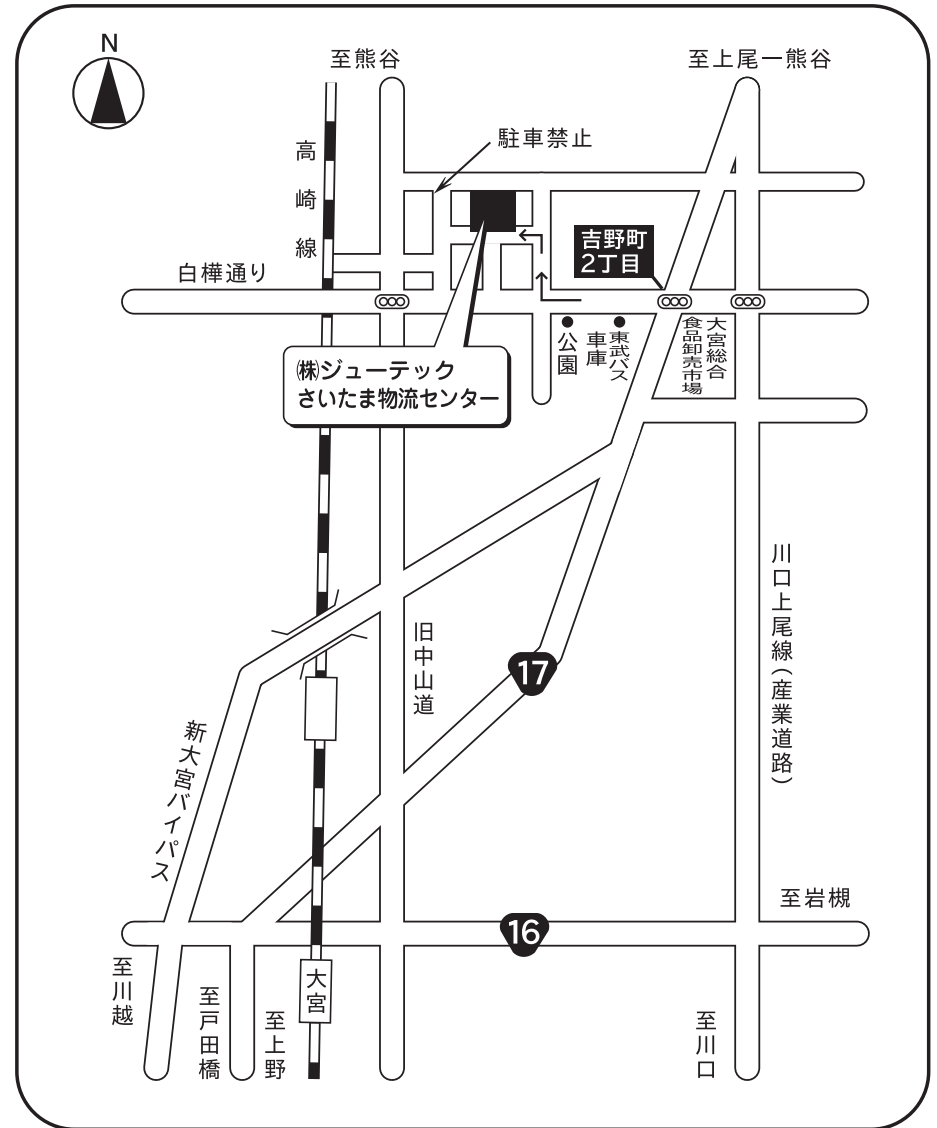 N
至熊谷
至上尾ー熊谷
駐車禁止
高崎線
吉野町
2丁目
白樺通り
公園
東武バス
車庫
大宮総合
食品卸売市場
㈱ジューテック
さいたま物流センター
川口上尾線(産業道路)
旧中山道
17
新大宮バイパス
至岩槻
16
至川越
至戸田橋
至上野
大宮
至川口